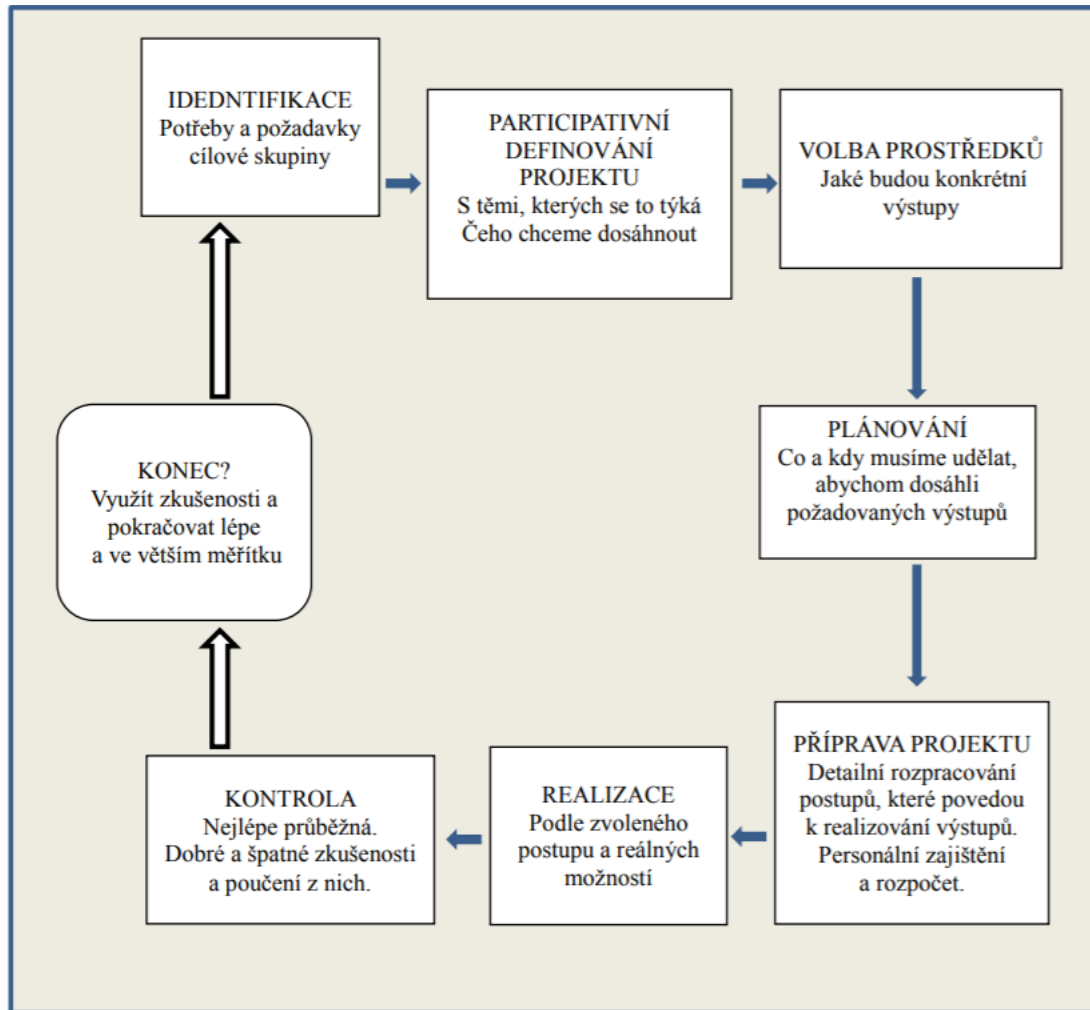 IDEDNTIFIKACE
Potřeby a požadavky
cílové skupiny
PARTICIPATIVNÍ
DEFINOVÁNÍ
PROJEKTU
S těmi, kterých se to týká
Čeho chceme dosáhnout
VOLBA PROSTŘEDKŮ
Jaké budou konkrétní
výstupy
PLÁNOVÁNÍ
Co a kdy musíme udělat,
abychom dosáhli
požadovaných výstupů
PŘÍPRAVA PROJEKTU
Detailní rozpracování
postupů, které povedou
k realizování výstupů.
Personální zajištění
a rozpočet.
REALIZACE
Podle zvoleného
postupu a reálných
možností
KONTROLA
Nejlépe průběžná.
Dobré a špatné zkušenosti
a poučení z nich.
KONEC?
Využít zkušenosti a
pokračovat lépe
a ve větším měřítku